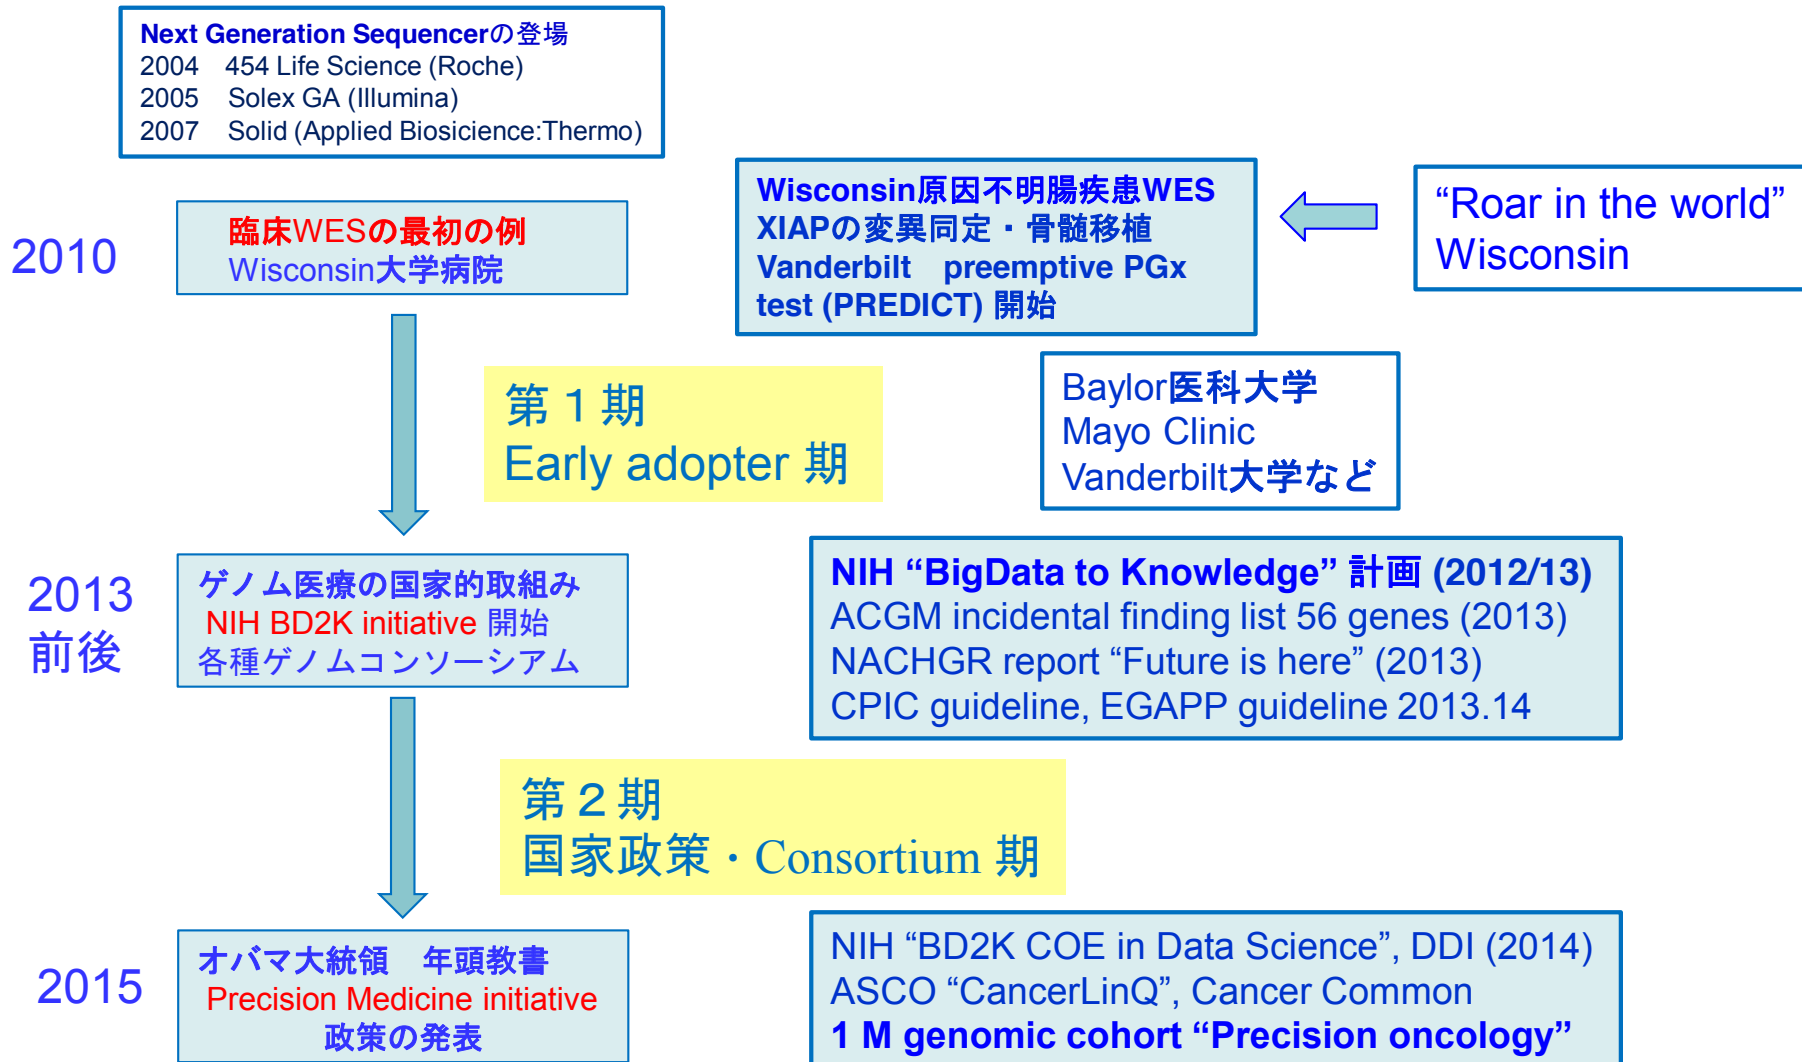 Next Generation Sequencerの登場
2004 454 Life Science (Roche)
2005 Solex GA (Illumina)
2007 Solid (Applied Biosicience:Thermo)
2010
臨床WESの最初の例
Wisconsin大学病院
Wisconsin原因不明腸疾患WES
XIAPの変異同定・骨髄移植
Vanderbilt preemptive PGx
test (PREDICT) 開始
“Roar in the world”
Wisconsin
第1期
Early adopter 期
Baylor医科大学
Mayo Clinic
Vanderbilt大学など
2013
前後
ゲノム医療の国家的取組み
NIH BD2K initiative 開始
各種ゲノムコンソーシアム
NIH “BigData to Knowledge” 計画 (2012/13)
ACGM incidental finding list 56 genes (2013)
NACHGR report “Future is here” (2013)
CPIC guideline, EGAPP guideline 2013.14
第2期
国家政策・Consortium 期
2015
オバマ大統領 年頭教書
Precision Medicine initiative
政策の発表
NIH “BD2K COE in Data Science”, DDI (2014)
ASCO “CancerLinQ”, Cancer Common
1 M genomic cohort “Precision oncology”